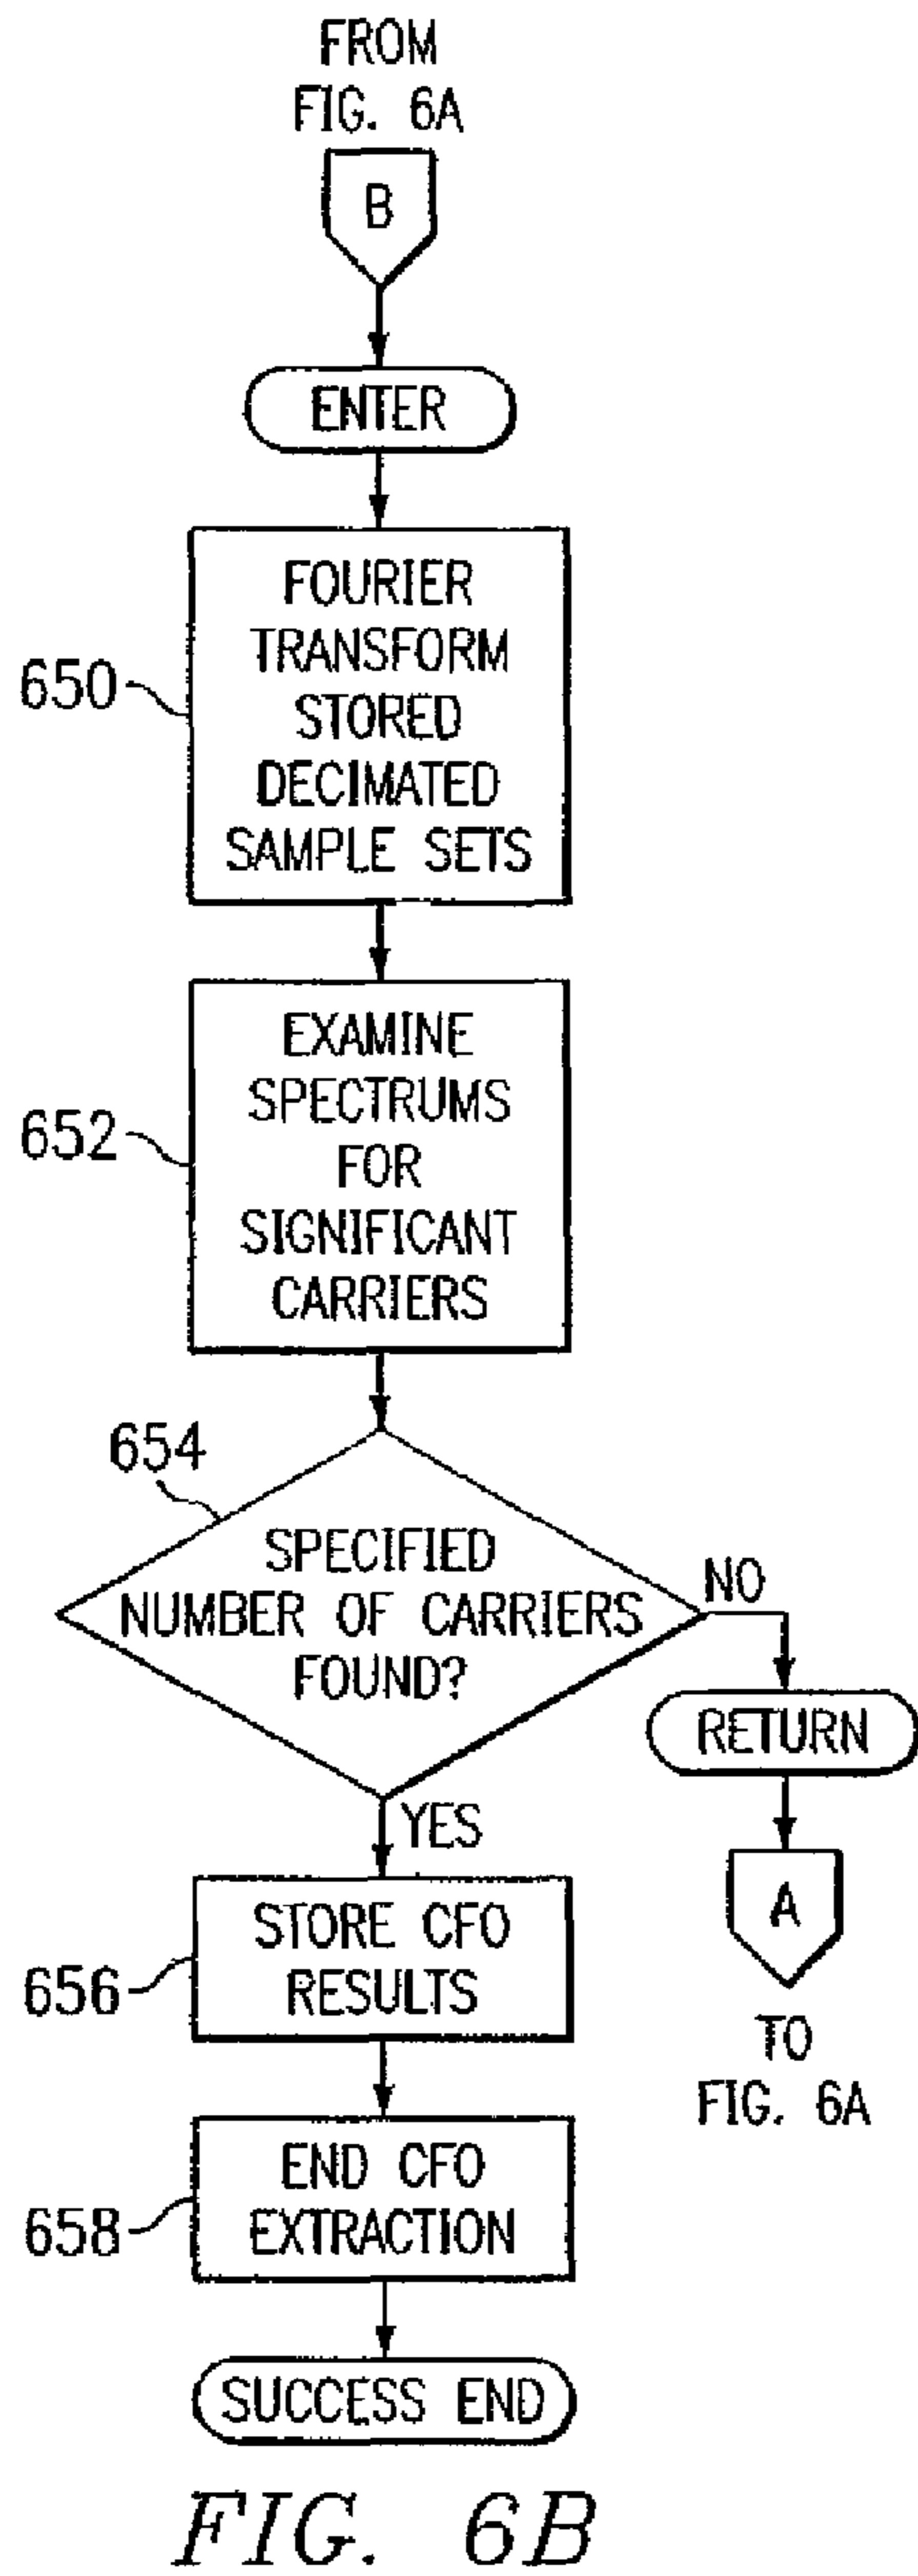 FROM
FIG. 6A
B
ENTER
650
FOURIER
TRANSFORM
STORED
DECIMATED
SAMPLE SETS
652
EXAMINE
SPECTRUMS
FOR
SIGNIFICANT
CARRIERS
654
SPECIFIED
NUMBER OF CARRIERS
FOUND?
NO
RETURN
A
TO
FIG. 6A
YES
656
STORE CFO
RESULTS
658
END CFO
EXTRACTION
SUCCESS END
FIG. 6B